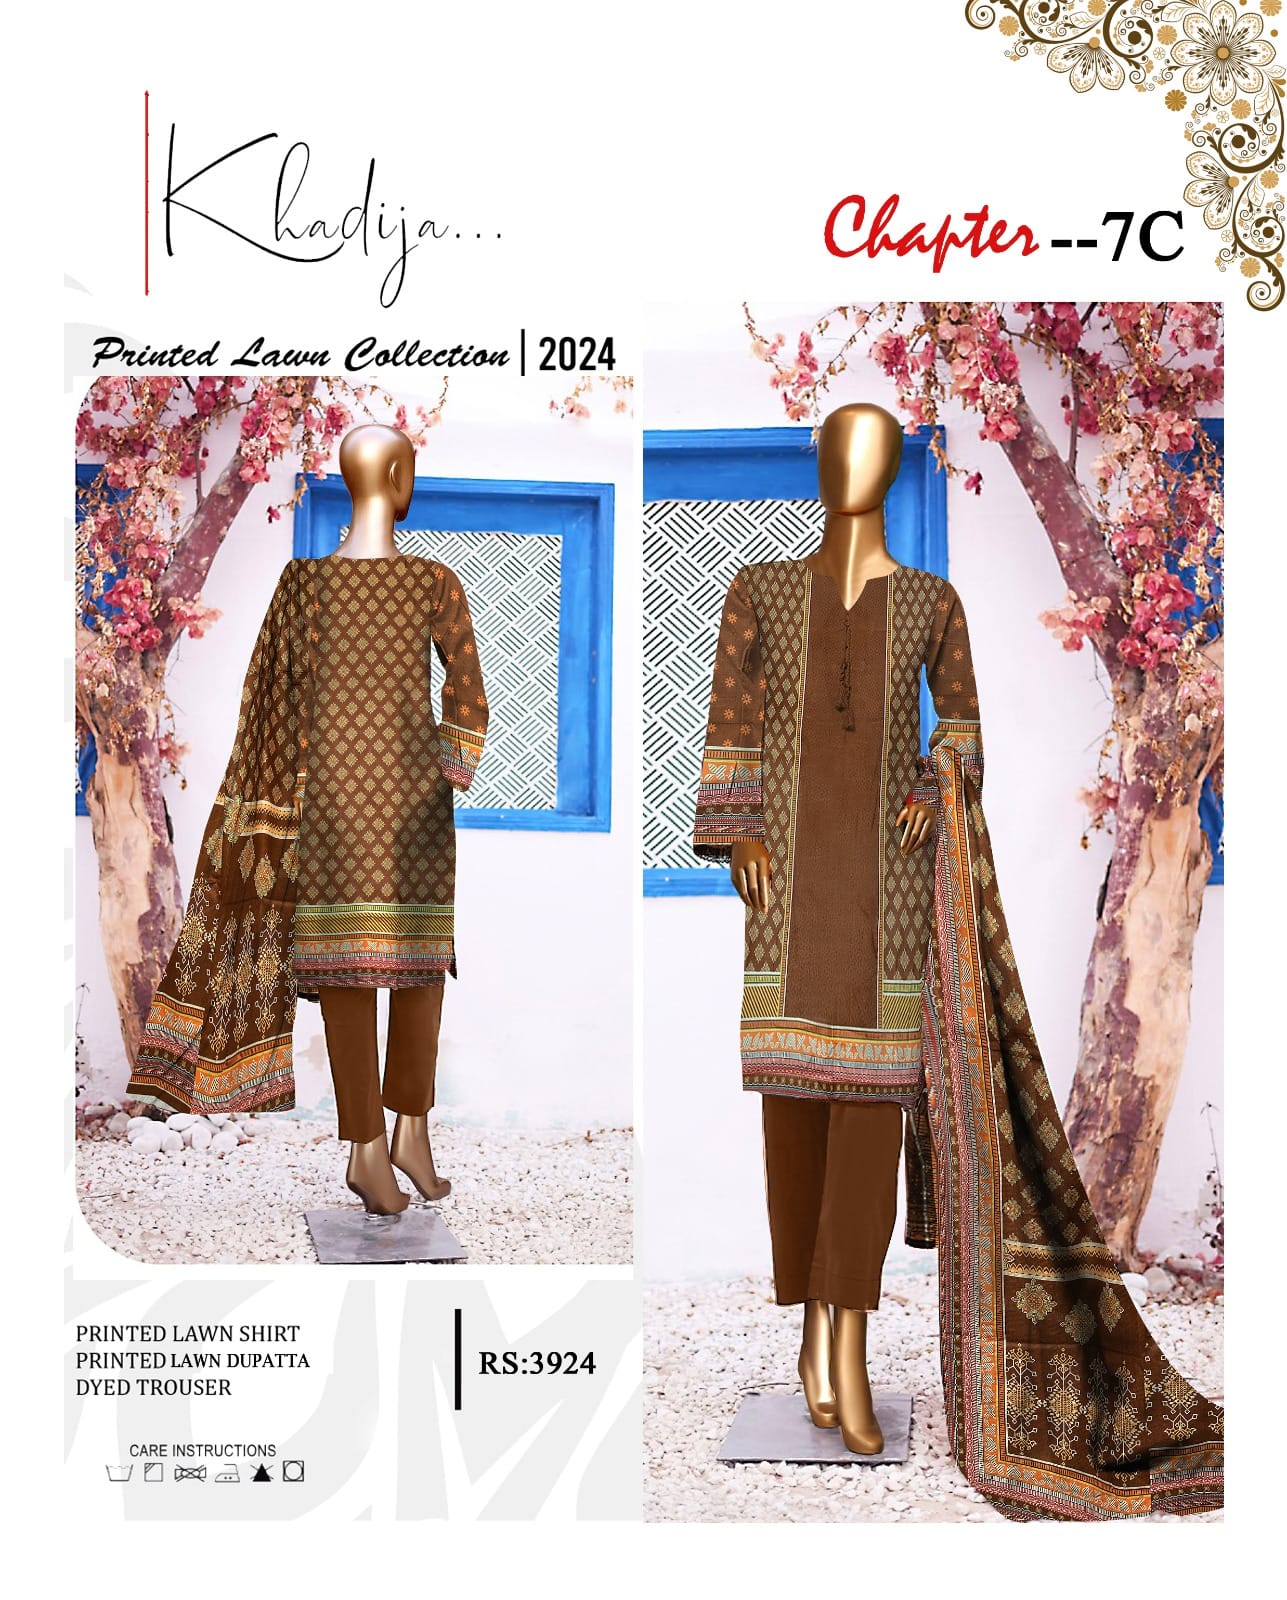 Khadija...
Chapter --7C
Printed Lawn Collection | 2024
PRINTED LAWN SHIRT
PRINTED LAWN DUPATTA
DYED TROUSER
RS:3924
CARE INSTRUCTIONS